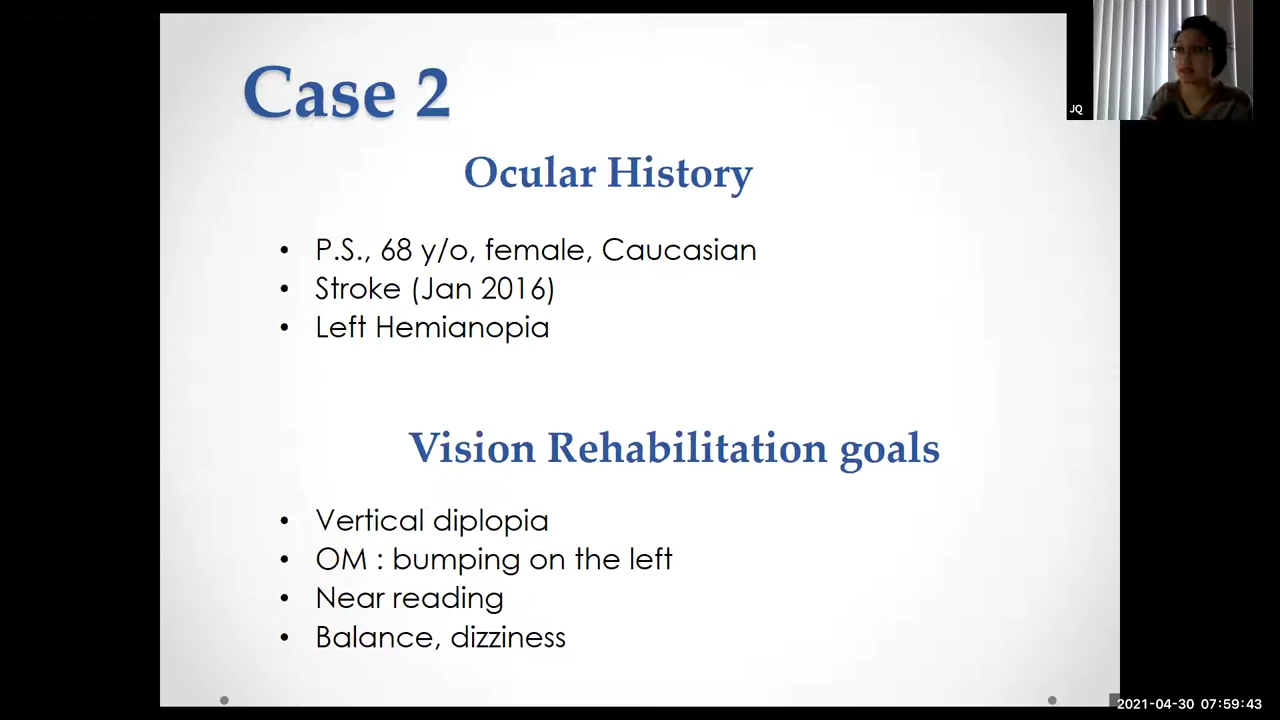 Case 2
JQ
Ocular History
• P.S., 68 y/o, female, Caucasian
• Stroke (Jan 2016)
• Left Hemianopia
Vision Rehabilitation goals
• Vertical diplopia
• OM : bumping on the left
• Near reading
• Balance, dizziness
2021-04-30 07:59:43